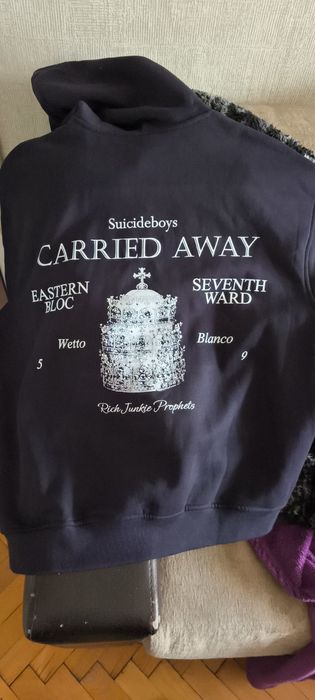 Suicideboys
CARRIED AWAY
EASTERN BLOC
SEVENTH WARD
Wetto
Blanco
5
9
Rich Junkie Prophets